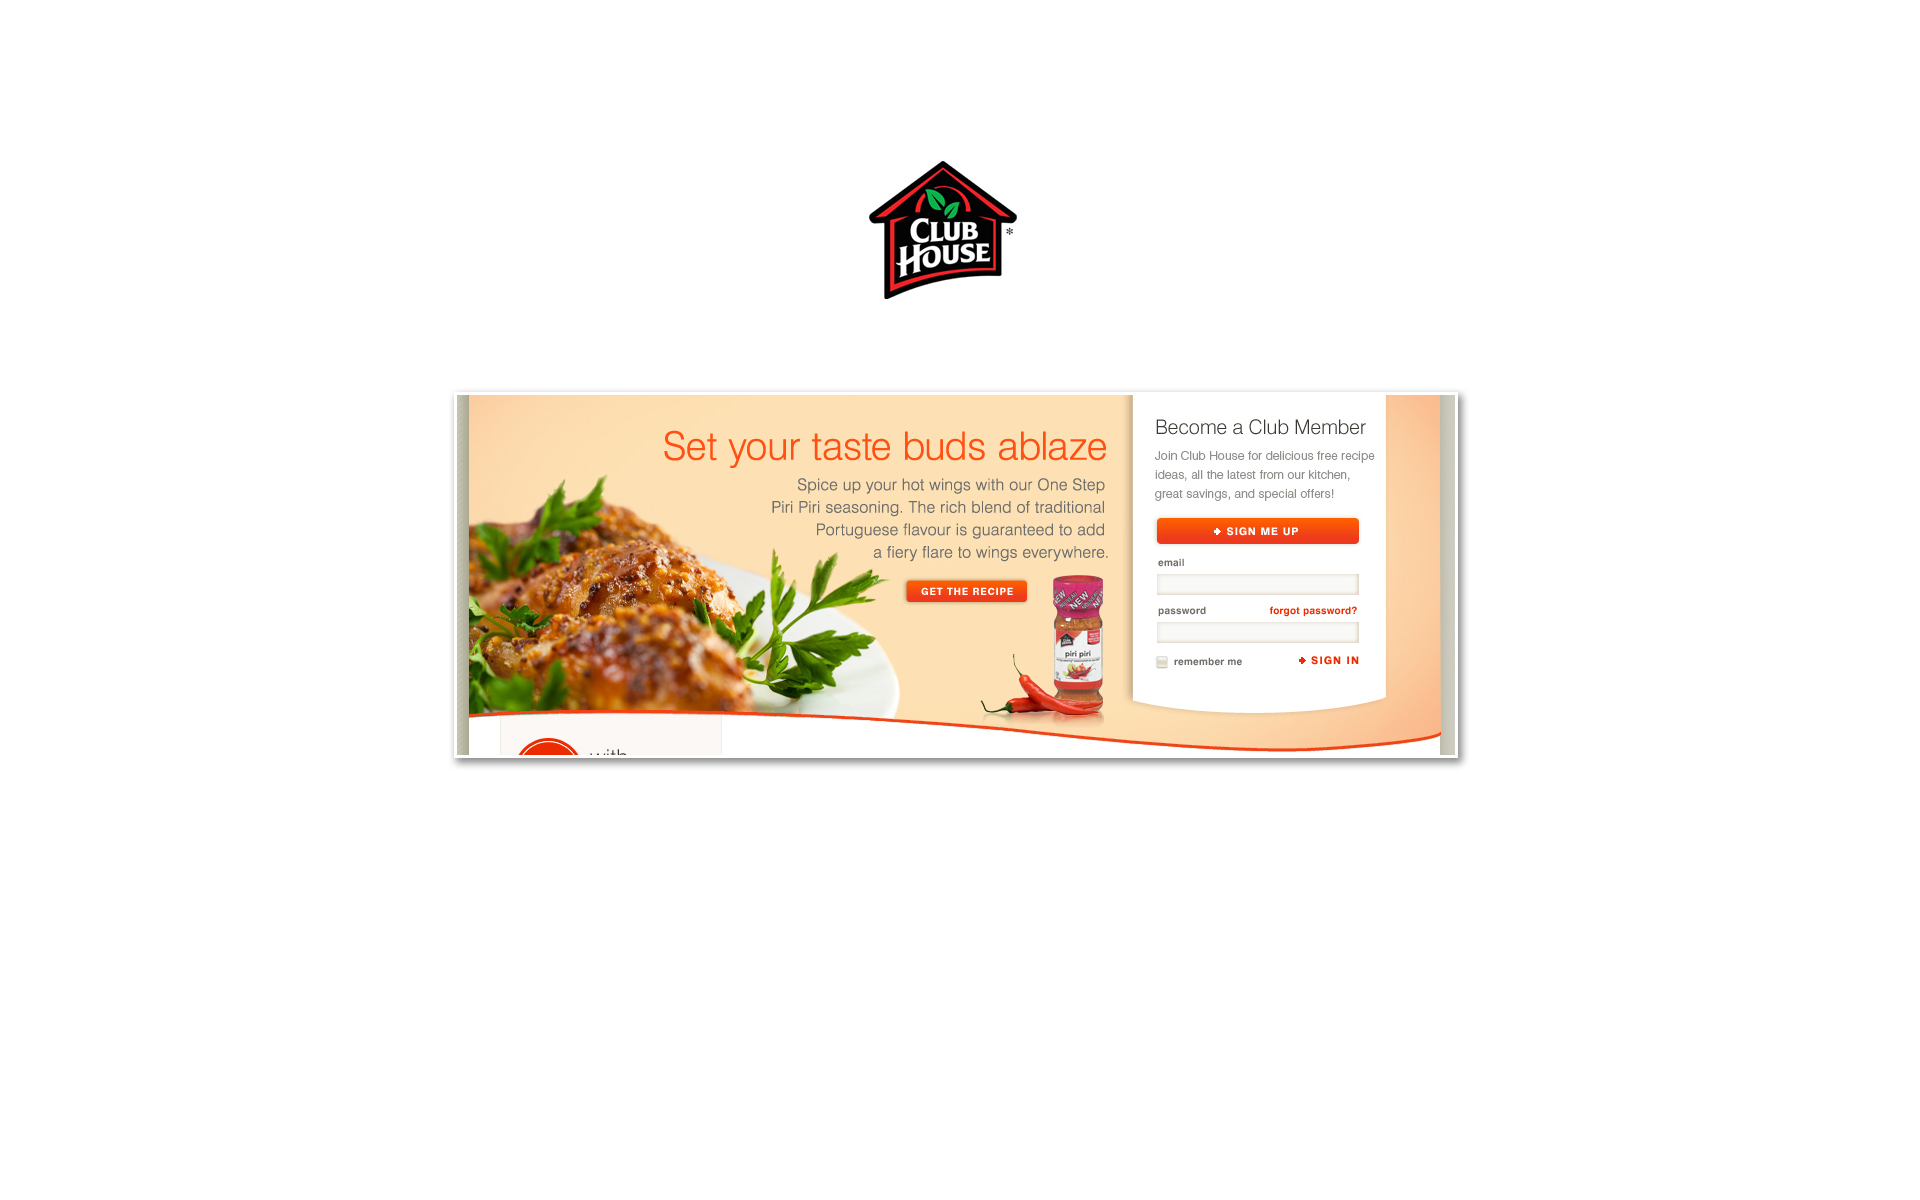 CLUB
HOUSE
*
Set your taste buds ablaze
Spice up your hot wings with our One Step
Piri Piri seasoning. The rich blend of traditional
Portuguese flavour is guaranteed to add
a fiery flare to wings everywhere.
GET THE RECIPE
NEW
piri piri
Become a Club Member
Join Club House for delicious free recipe
ideas, all the latest from our kitchen,
great savings, and special offers!
SIGN ME UP
email
password forgot password?
remember me SIGN IN
with